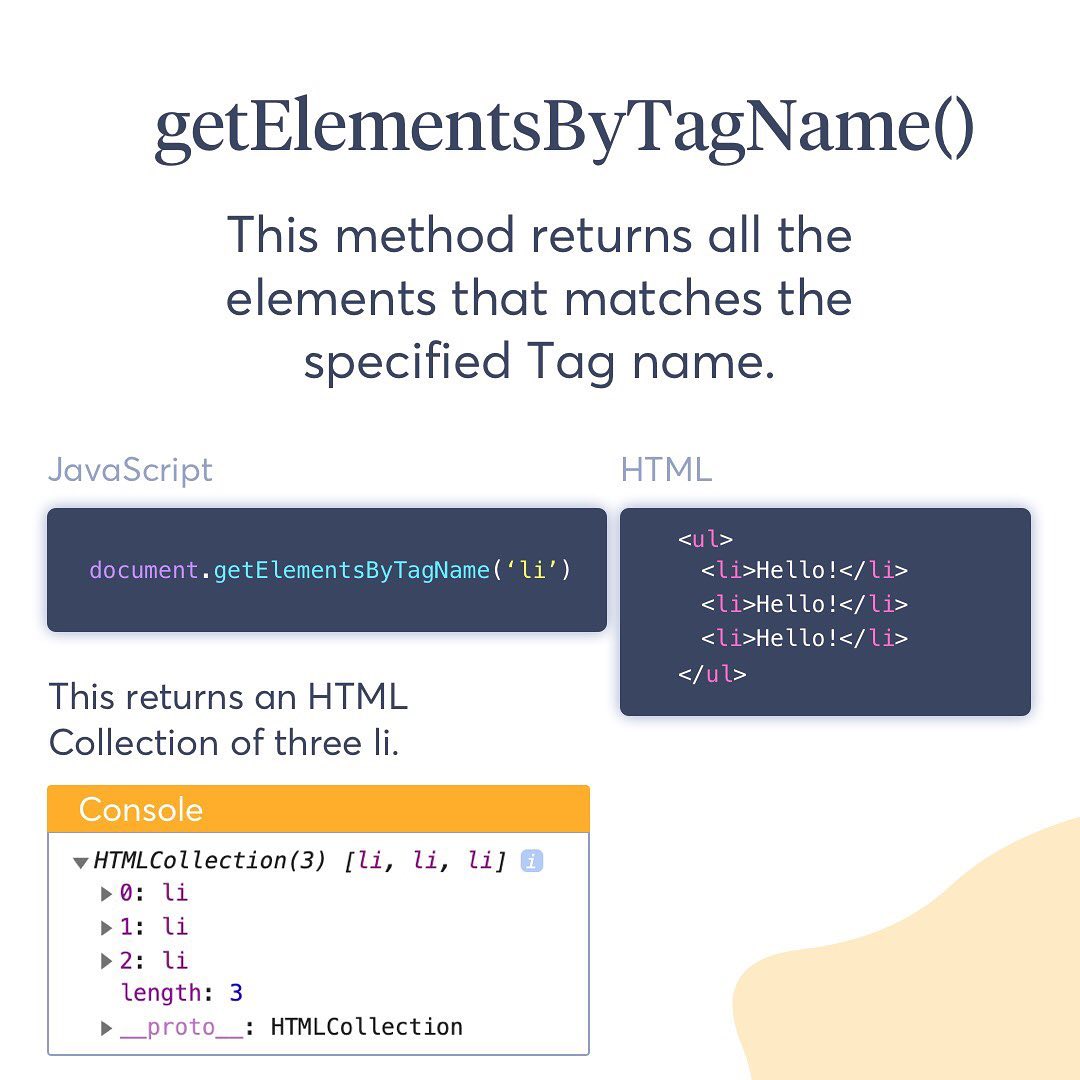 getElementsByTagName()
This method returns all the
elements that matches the
specified Tag name.
JavaScript
document.getElementsByTagName(‘li’)
HTML
<ul>
<li>Hello!</li>
<li>Hello!</li>
<li>Hello!</li>
</ul>
This returns an HTML
Collection of three li.
Console
▼HTMLCollection(3) [li, li, li] i
▶0: li
▶1: li
▶2: li
length: 3
▶__proto__: HTMLCollection